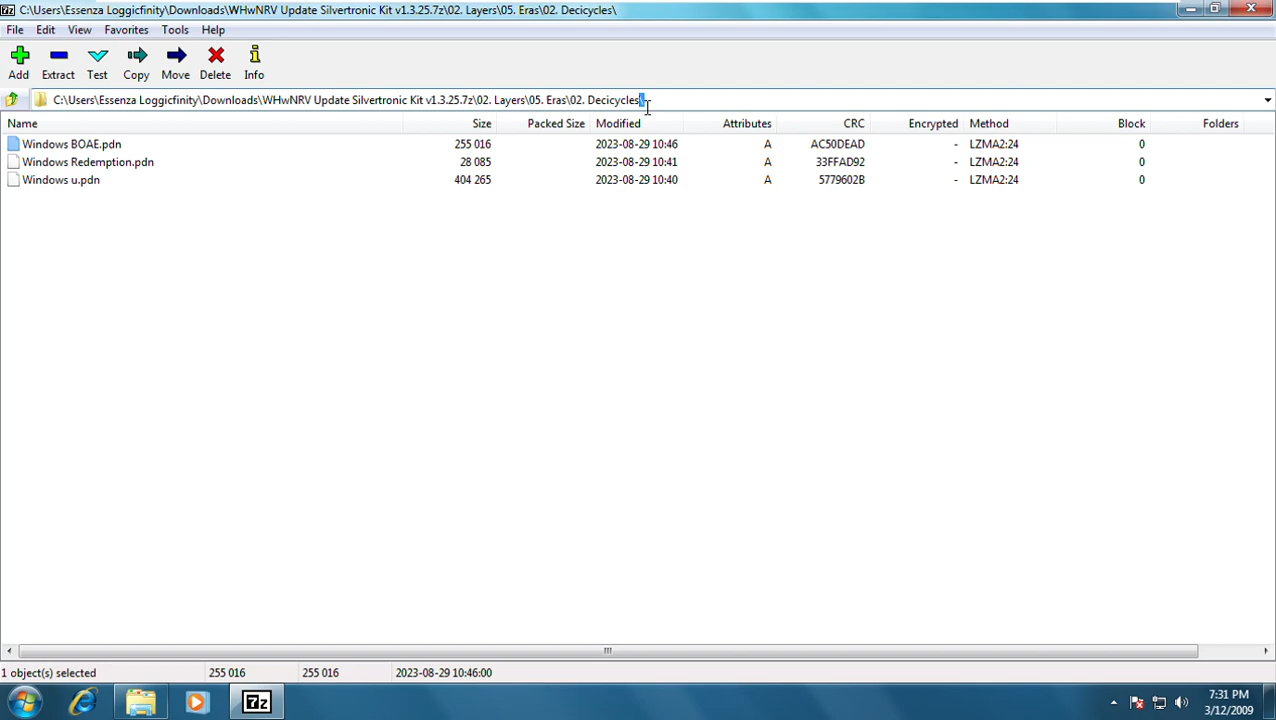 C:\Users\Essenza Loggicfinity\Downloads\WHwNRV Update Silvertronic Kit v1.3.25.7z\02. Layers\05. Eras\02. Decicycles\
File Edit View Favorites Tools Help
Add Extract Test Copy Move Delete Info
C:\Users\Essenza Loggicfinity\Downloads\WHwNRV Update Silvertronic Kit v1.3.25.7z\02. Layers\05. Eras\02. Decicycles\
Name Size Packed Size Modified Attributes CRC Encrypted Method Block Folders
Windows BOAE.pdn 255 016 2023-08-29 10:46 A AC50DEAD - LZMA2:24 0
Windows Redemption.pdn 28 085 2023-08-29 10:41 A 33FFAD92 - LZMA2:24 0
Windows u.pdn 404 265 2023-08-29 10:40 A 5779602B - LZMA2:24 0
1 object(s) selected 255 016 255 016 2023-08-29 10:46:00
7z 7:31 PM
3/12/2009